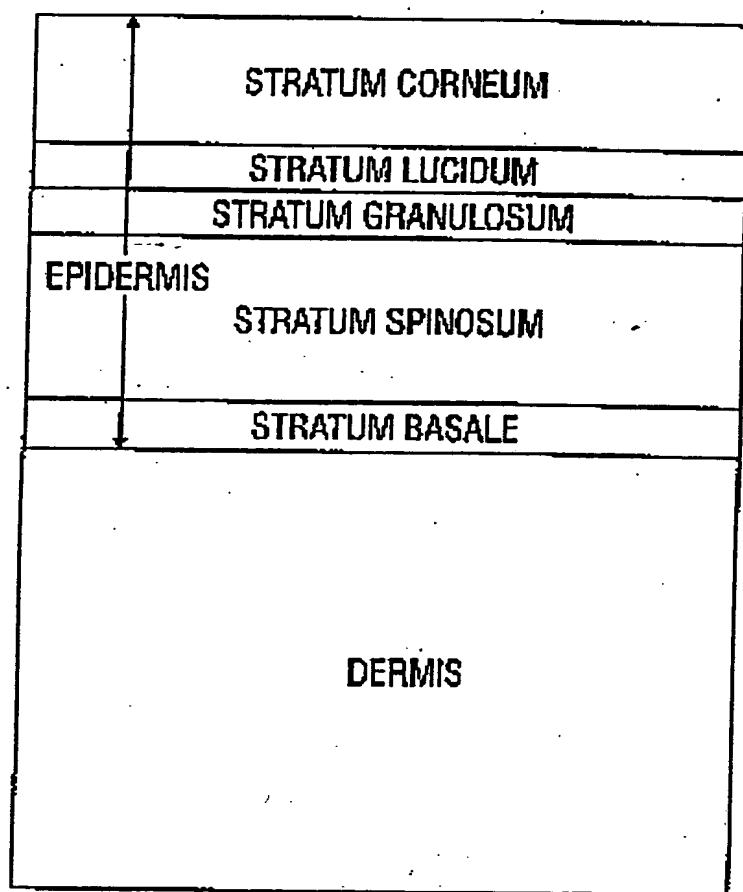 STRATUM CORNEUM
STRATUM LUCIDUM
STRATUM GRANULOSUM
EPIDERMIS
STRATUM SPINOSUM
STRATUM BASALE
DERMIS